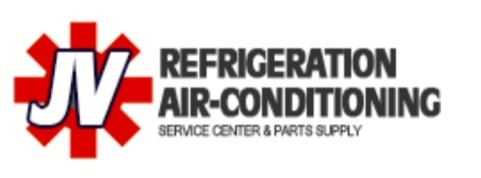 JV
REFRIGERATION
AIR-CONDITIONING
SERVICE CENTER & PARTS SUPPLY